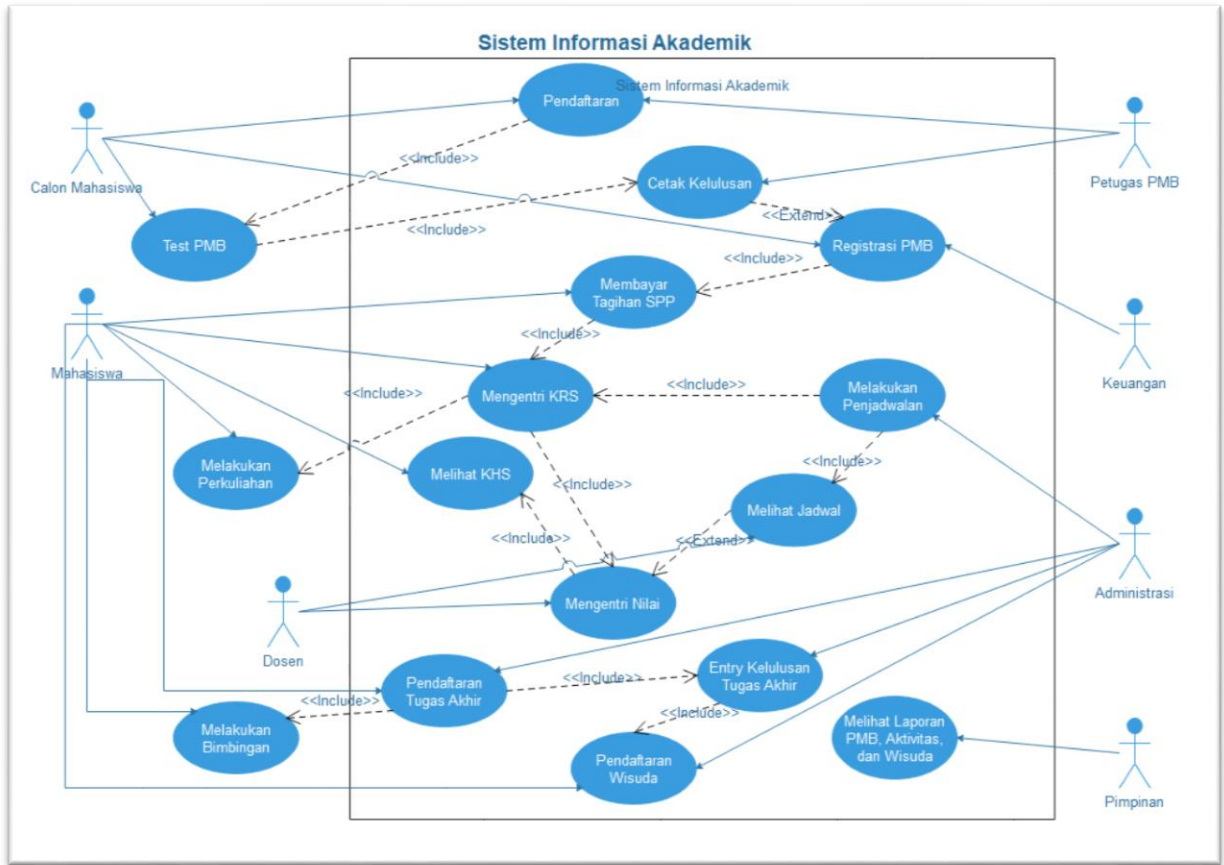 Sistem Informasi Akademik
Sistem Informasi Akademik
Pendaftaran
Calon Mahasiswa
Petugas PMB
<<Include>>
Cetak Kelulusan
<<Extend>>
<<Include>>
Test PMB
Registrasi PMB
<<Include>>
Membayar
Tagihan SPP
<<Include>>
Mahasiswa
Keuangan
<<Include>>
Mengentri KRS
<<Include>>
Melakukan
Penjadwalan
Melakukan
Perkuliahan
Melihat KHS
<<Include>>
<<Include>>
Melihat Jadwal
<<Include>>
<<Extend>>
Mengentri Nilai
Administrasi
Dosen
Pendaftaran
Tugas Akhir
<<Include>>
Entry Kelulusan
Tugas Akhir
<<Include>>
<<Include>>
Melakukan
Bimbingan
Melihat Laporan
PMB, Aktivitas,
dan Wisuda
Pendaftaran
Wisuda
Pimpinan